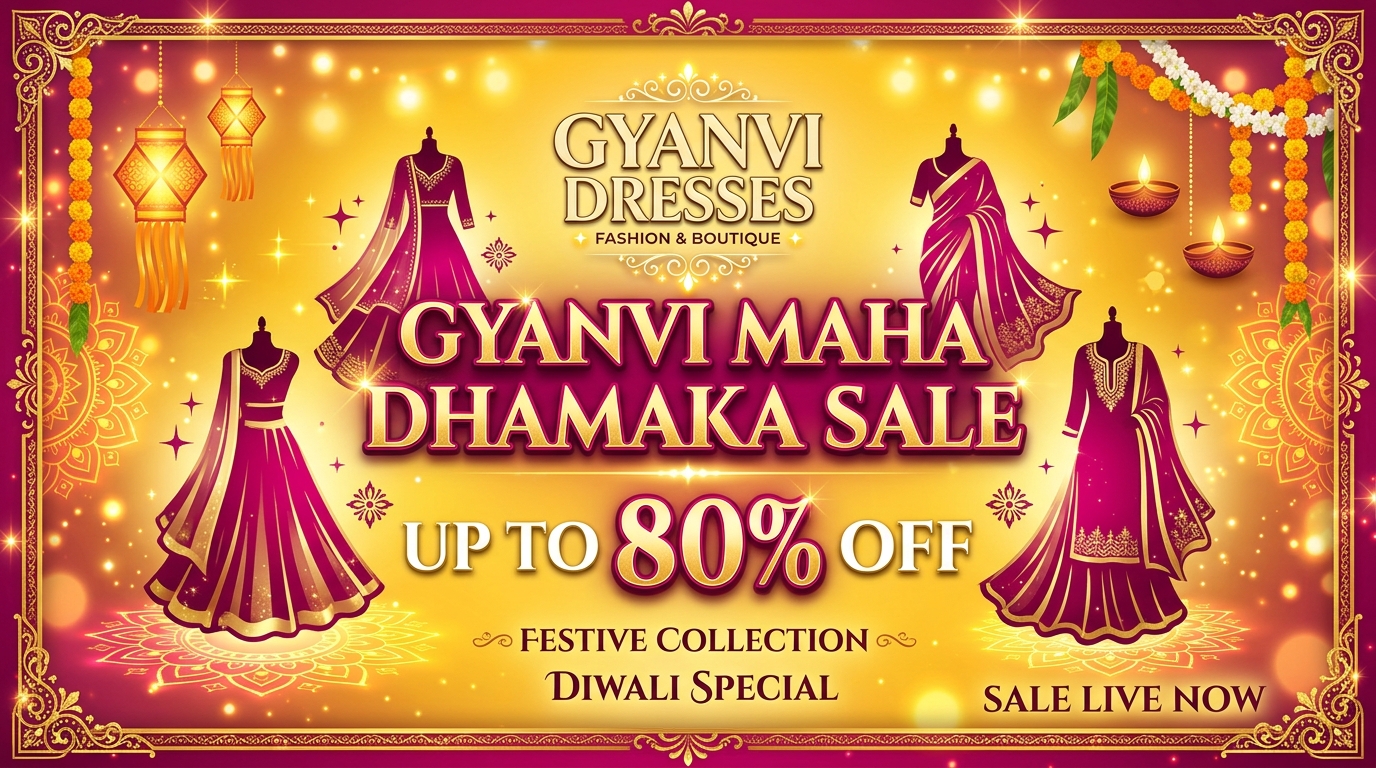 GYANVI
DRESSES
FASHION & BOUTIQUE
GYANVI MAHA
DHAMAKA SALE
UP TO 80% OFF
FESTIVE COLLECTION
DIWALI SPECIAL
SALE LIVE NOW